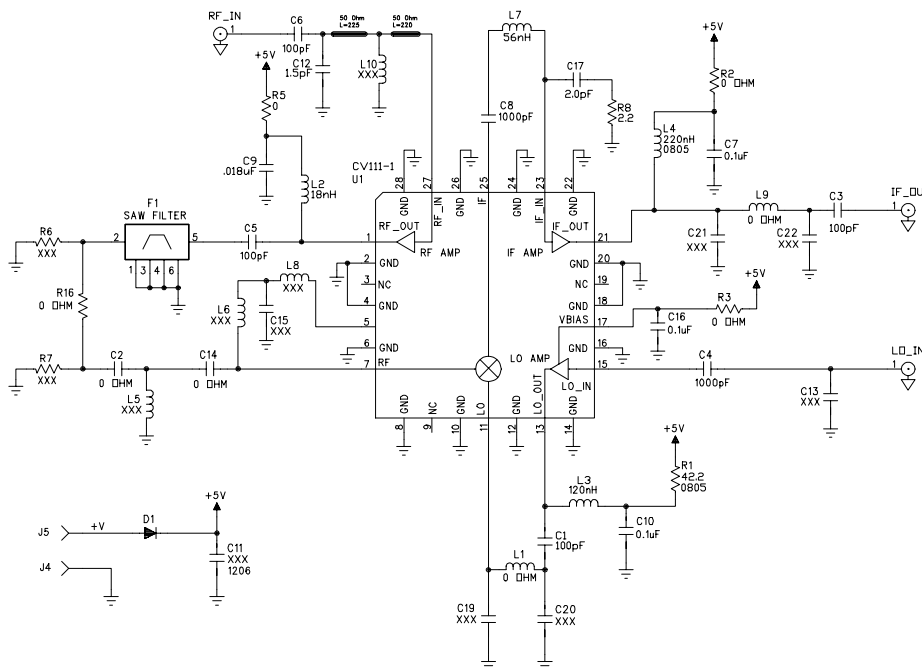 RF_IN
1
C6
100pF
50 Ohm
L=225
50 Ohm
L=220
C12
1.5pF
L10
XXX
L7
56nH
C17
2.0pF
R8
2.2
C8
1000pF
+5V
R5
0
C9
.018uF
L2
18nH
+5V
R2
0 OHM
L4
220nH
0805
C7
0.1uF
CV111-1
U1
28
27
26
25
24
23
22
GND
RF_IN
GND
IF
GND
IF_IN
GND
F1
SAW FILTER
2
5
1
3
4
6
R6
XXX
R16
0 OHM
R7
XXX
C5
100pF
1
RF_OUT
RF AMP
2
GND
3
NC
4
GND
5
6
GND
7
RF
IF_OUT
IF AMP
21
20
GND
19
NC
18
GND
VBIAS
17
16
GND
LO AMP
15
LO_IN
LO_OUT
L9
0 OHM
C3
100pF
IF_OUT
1
C21
XXX
C22
XXX
+5V
R3
0 OHM
C16
0.1uF
L8
XXX
L6
XXX
C15
XXX
C2
0 OHM
C14
0 OHM
L5
XXX
C4
1000pF
LO_IN
1
C13
XXX
GND
NC
GND
LO
GND
GND
8
9
10
11
12
13
14
+5V
R1
42.2
0805
L3
120nH
C10
0.1uF
C1
100pF
L1
0 OHM
C19
XXX
C20
XXX
J5
+V
D1
+5V
C11
XXX
1206
J4